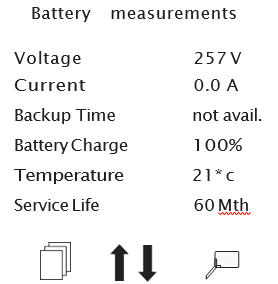 Battery measurements
Voltage 257 V
Current 0.0 A
Backup Time not avail.
Battery Charge 100%
Temperature 21*c
Service Life 60 Mth